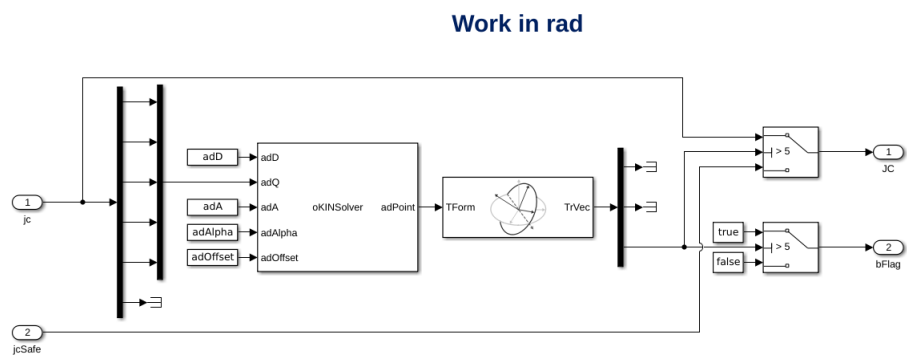 Work in rad
1
jc
2
jcSafe
adD
adA
adAlpha
adOffset
adD
adQ
adA
adAlpha
adOffset
oKINSolver
adPoint
TForm
TrVec
> 5
1
JC
true
false
> 5
2
bFlag